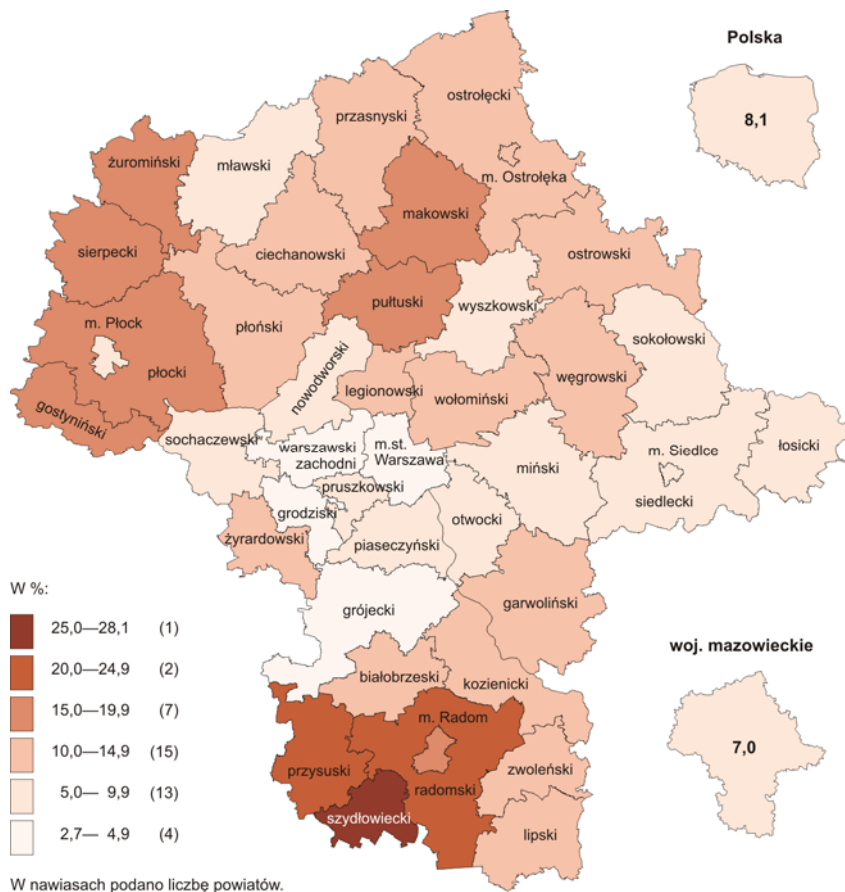 Polska
8,1
ostrołęcki
przasnyski
żuromiński
mławski
m. Ostrołęka
makowski
sierpecki
ciechanowski
ostrowski
pułtuski
wyszkowski
m. Płock
płoński
sokołowski
płocki
nowodworski
legionowski
wołomiński
węgrowski
gostyniński
sochaczewski
warszawski
zachodni
m.st.
Warszawa
m. Siedlce
łosicki
miński
pruszkowski
siedlecki
grodziski
otwocki
żyrardowski
piaseczyński
W %:
garwoliński
grójecki
25,0—28,1 (1)
20,0—24,9 (2)
15,0—19,9 (7)
10,0—14,9 (15)
5,0— 9,9 (13)
2,7— 4,9 (4)
woj. mazowieckie
7,0
białobrzeski
kozienicki
m. Radom
przysuski
zwoleński
radomski
szydłowiecki
lipski
W nawiasach podano liczbę powiatów.